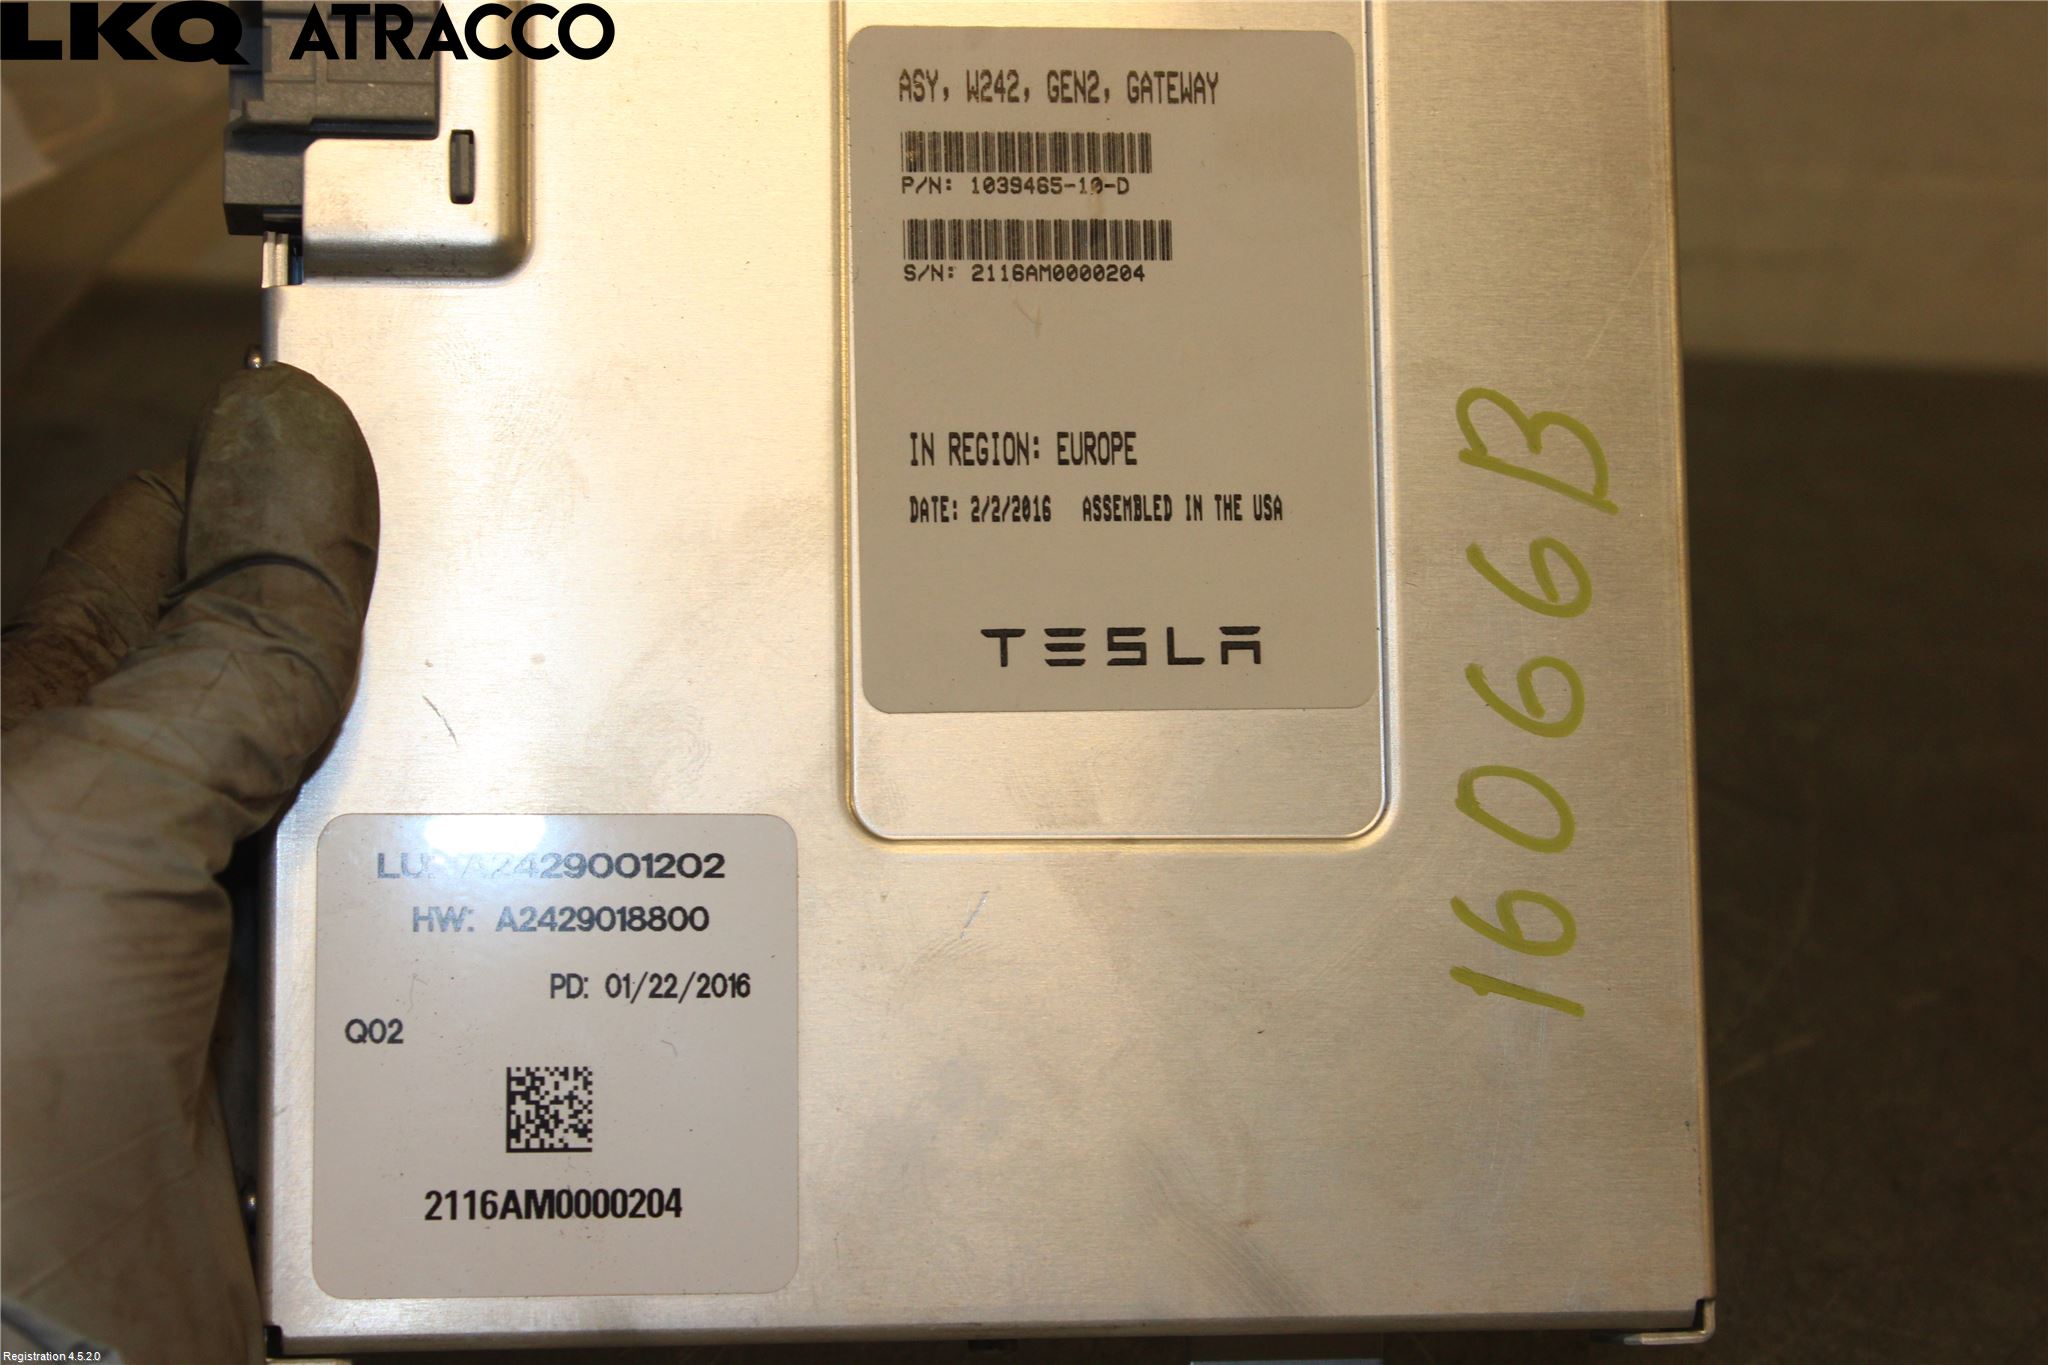 LKQ ATRACCO
ASY, W242, GEN2, GATEWAY
P/N: 1039465-10-D
S/N: 2116AM0000204
IN REGION: EUROPE
DATE: 2/2/2016 ASSEMBLED IN THE USA
TESLA
16066B
A2429001202
HW: A2429018800
PD: 01/22/2016
Q02
2116AM0000204
Registration 4.5.2.0